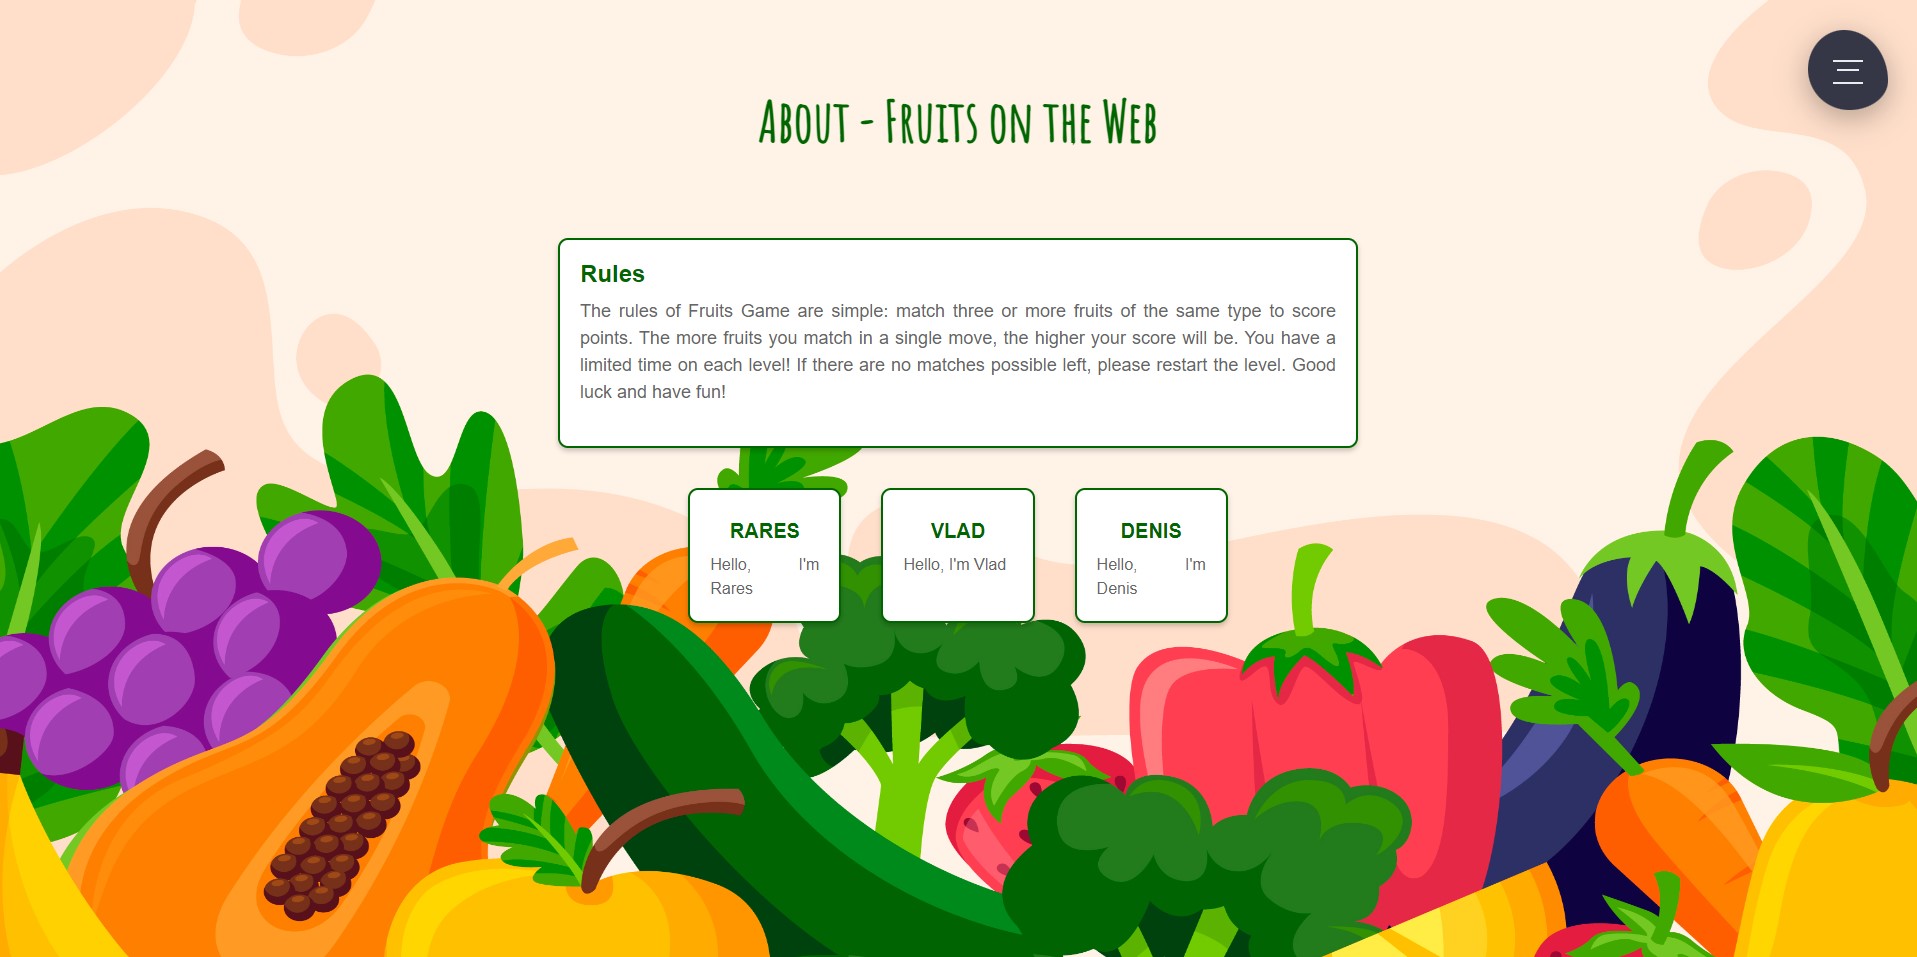 About - Fruits on the Web
Rules
The rules of Fruits Game are simple: match three or more fruits of the same type to score
points. The more fruits you match in a single move, the higher your score will be. You have a
limited time on each level! If there are no matches possible left, please restart the level. Good
luck and have fun!
RARES
Hello, I'm
Rares
VLAD
Hello, I'm Vlad
DENIS
Hello, I'm
Denis